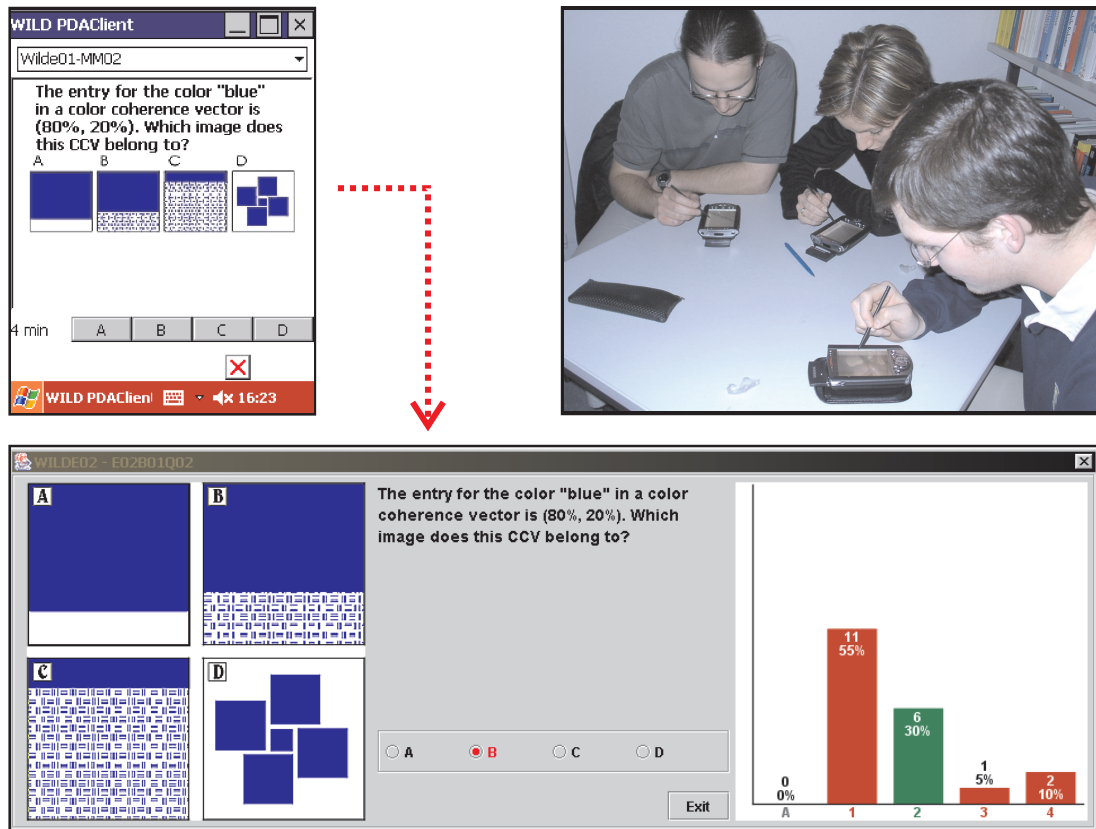 WILD PDAClient
Wilde01-MM02
The entry for the color "blue"
in a color coherence vector is
(80%, 20%). Which image does
this CCV belong to?
A B C D
4 min A B C D
WILD PDAClien 16:23
WILDE02 - E02B01Q02
A
B
C
D
The entry for the color "blue" in a color
coherence vector is (80%, 20%). Which
image does this CCV belong to?
A B C D
Exit
0
0%
11
55%
6
30%
1
5%
2
10%
A 1 2 3 4